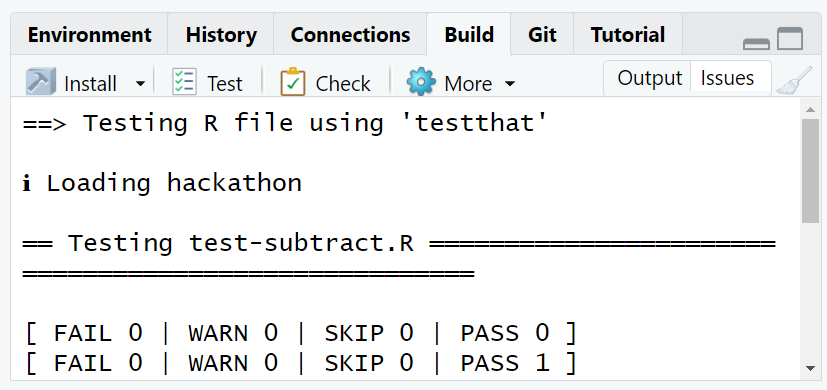 Environment History Connections Build Git Tutorial
Install Test Check More Output Issues
==> Testing R file using 'testthat'
ℹ Loading hackathon
══ Testing test-subtract.R ═══════════════════════
══════════════════════════════
[ FAIL 0 | WARN 0 | SKIP 0 | PASS 0 ]
[ FAIL 0 | WARN 0 | SKIP 0 | PASS 1 ]